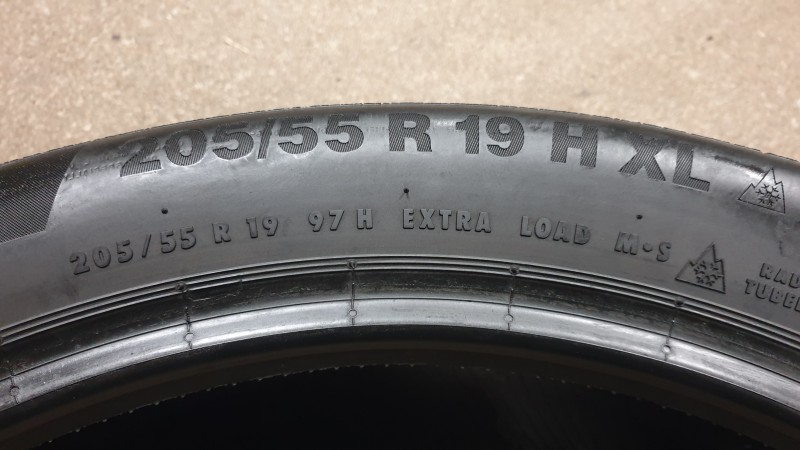 205/55 R 19 H XL
205/55 R 19 97 H EXTRA LOAD M•S